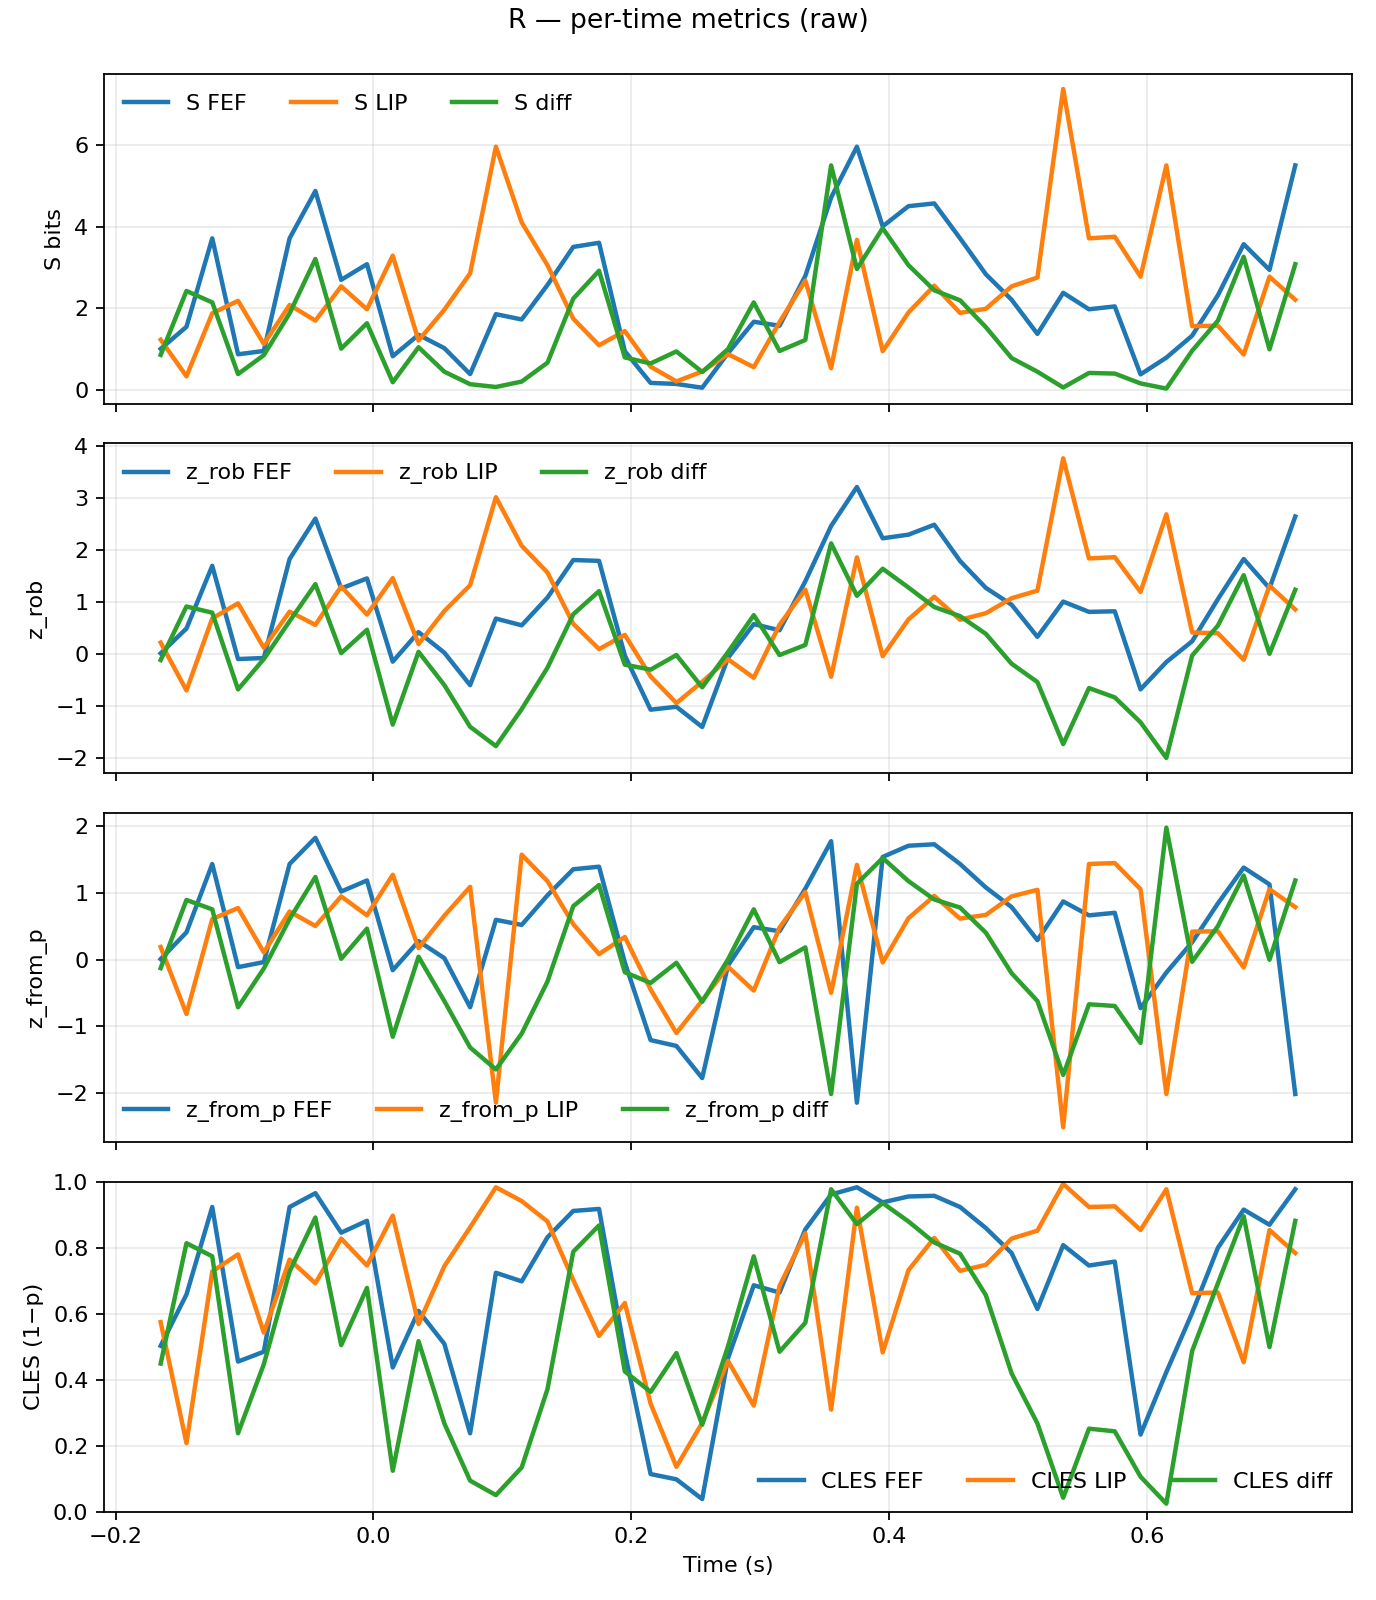 R — per-time metrics (raw)
S FEF S LIP S diff
S bits
6
4
2
0
z_rob FEF z_rob LIP z_rob diff
z_rob
4
3
2
1
0
−1
−2
z_from_p
2
1
0
−1
−2
z_from_p FEF z_from_p LIP z_from_p diff
CLES (1−p)
1.0
0.8
0.6
0.4
0.2
0.0
CLES FEF CLES LIP CLES diff
−0.2 0.0 0.2 0.4 0.6
Time (s)